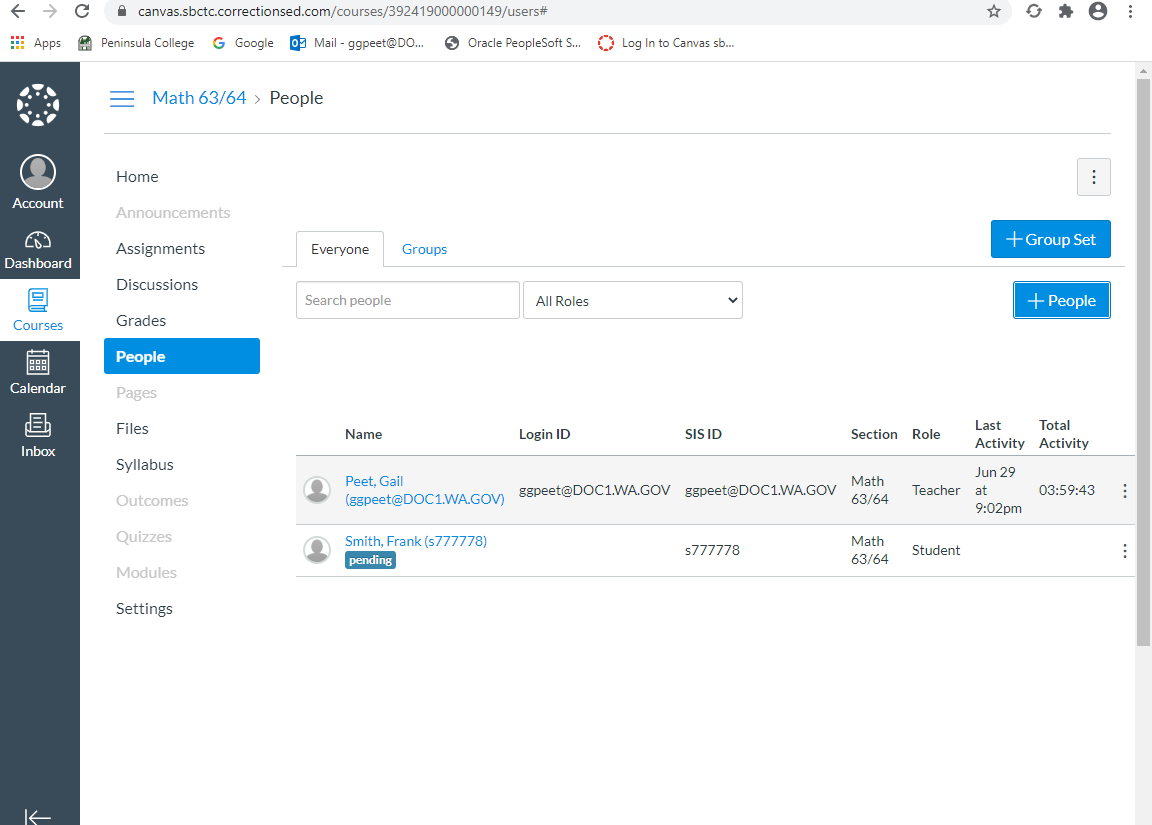 canvas.sbctc.correctionsed.com/courses/392419000000149/users#
Apps Peninsula College Google Mail - ggpeet@DO... Oracle PeopleSoft S... Log In to Canvas sb...
Math 63/64 > People
Account
Dashboard
Courses
Calendar
Inbox
Home
Announcements
Assignments
Discussions
Grades
People
Pages
Files
Syllabus
Outcomes
Quizzes
Modules
Settings
Everyone Groups
+ Group Set
Search people All Roles
+ People
Name Login ID SIS ID Section Role Last Activity Total Activity
Peet, Gail
(ggpeet@DOC1.WA.GOV) ggpeet@DOC1.WA.GOV ggpeet@DOC1.WA.GOV Math 63/64 Teacher Jun 29 at 9:02pm 03:59:43
Smith, Frank (s777778)
pending s777778 Math 63/64 Student